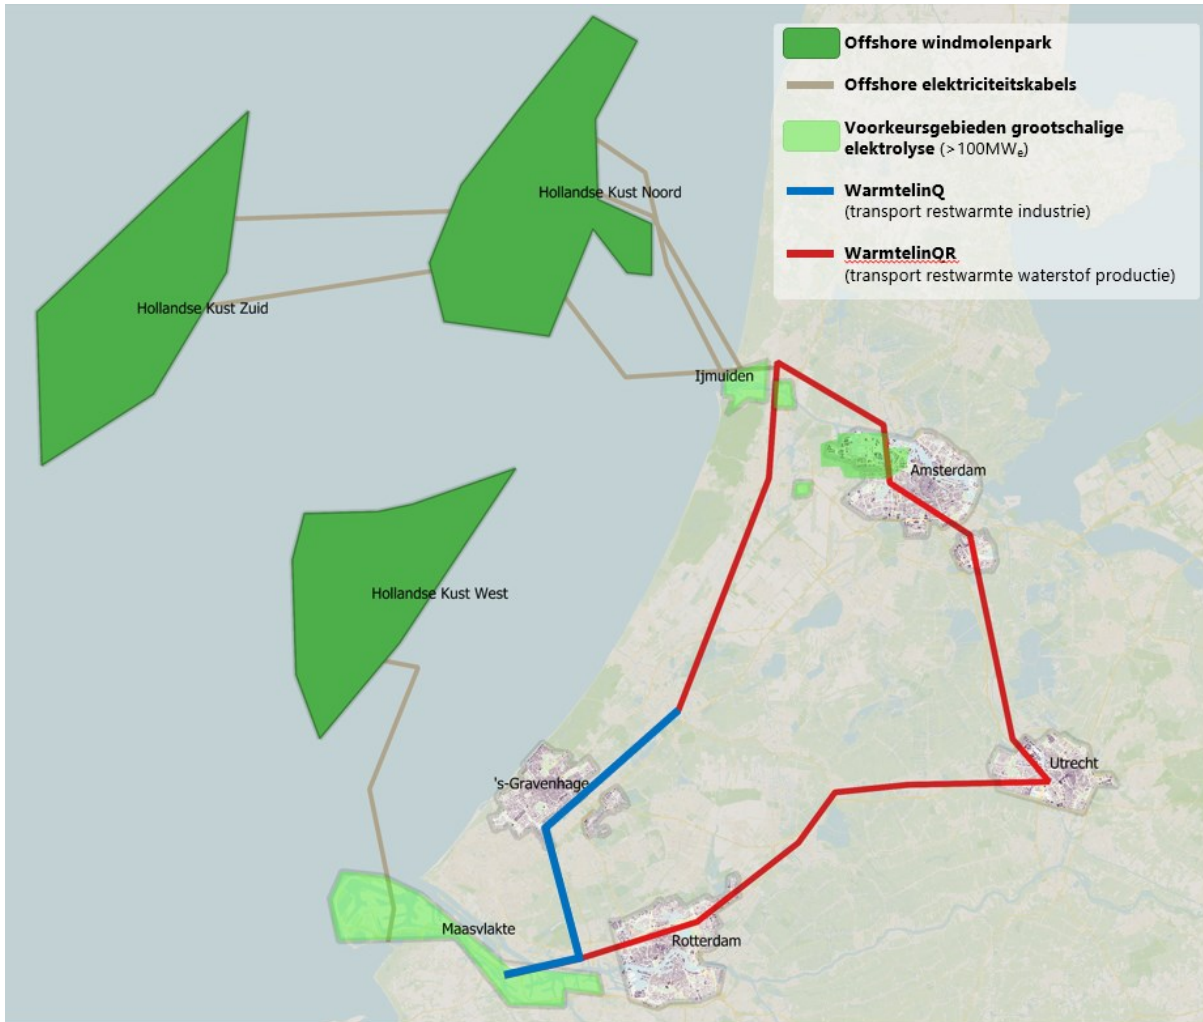 Offshore windmolenpark
Offshore elektriciteitskabels
Voorkeursgebieden grootschalige
elektrolyse (>100MWₑ)
WarmtelinQ
(transport restwarmte industrie)
WarmtelinQR
(transport restwarmte waterstof productie)
Hollandse Kust Noord
Hollandse Kust Zuid
Ijmuiden
Amsterdam
Hollandse Kust West
Utrecht
's-Gravenhage
Maasvlakte
Rotterdam